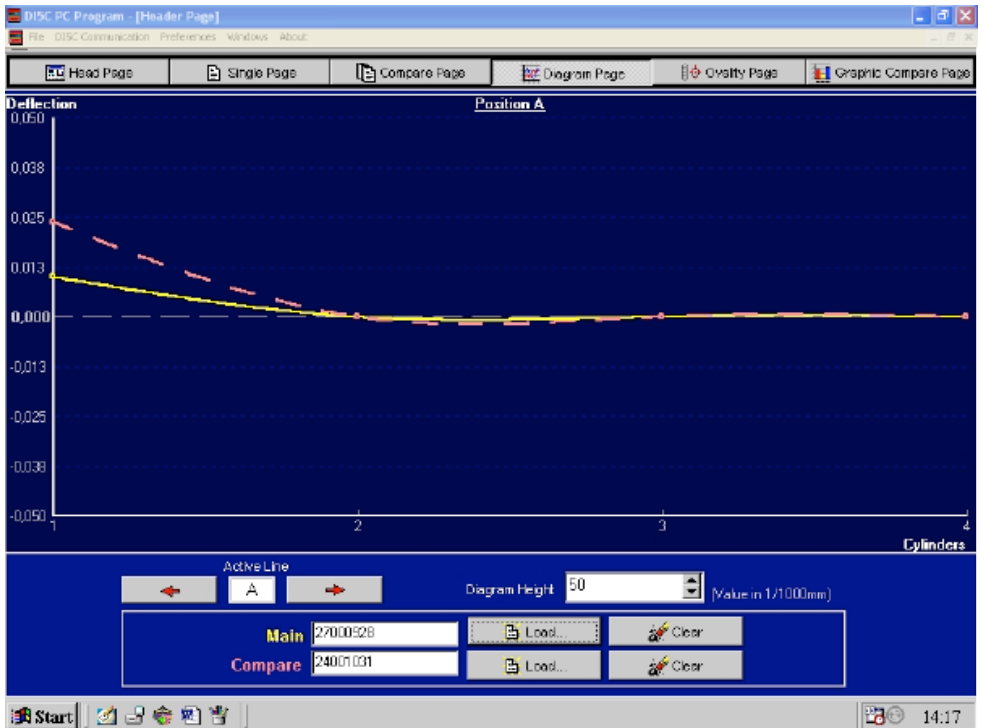 DISC PC Program - [Header Page]
File DISC Communication Preferences Windows About
Head Page Single Page Compare Page Diagram Page Ovality Page Graphic Compare Page
Deflection Position A
0,050
0,038
0,025
0,013
0,000
-0,013
-0,025
-0,038
-0,050
1 2 3 4
Cylinders
Active Line
A Diagram Height 50 (Value in 1/1000mm)
Main 27000928 Load... Clear
Compare 24001031 Load... Clear
Start 14:17